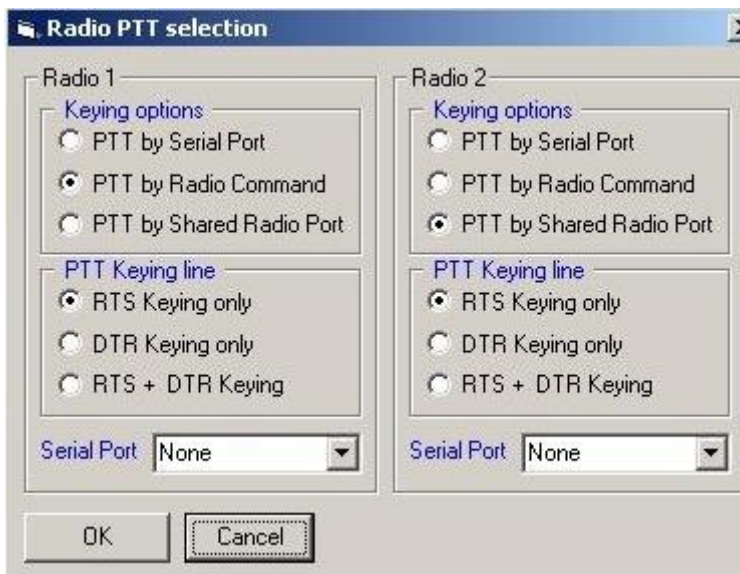 Radio PTT selection
Radio 1
Keying options
PTT by Serial Port
PTT by Radio Command
PTT by Shared Radio Port
PTT Keying line
RTS Keying only
DTR Keying only
RTS + DTR Keying
Serial Port None
Radio 2
Keying options
PTT by Serial Port
PTT by Radio Command
PTT by Shared Radio Port
PTT Keying line
RTS Keying only
DTR Keying only
RTS + DTR Keying
Serial Port None
OK
Cancel